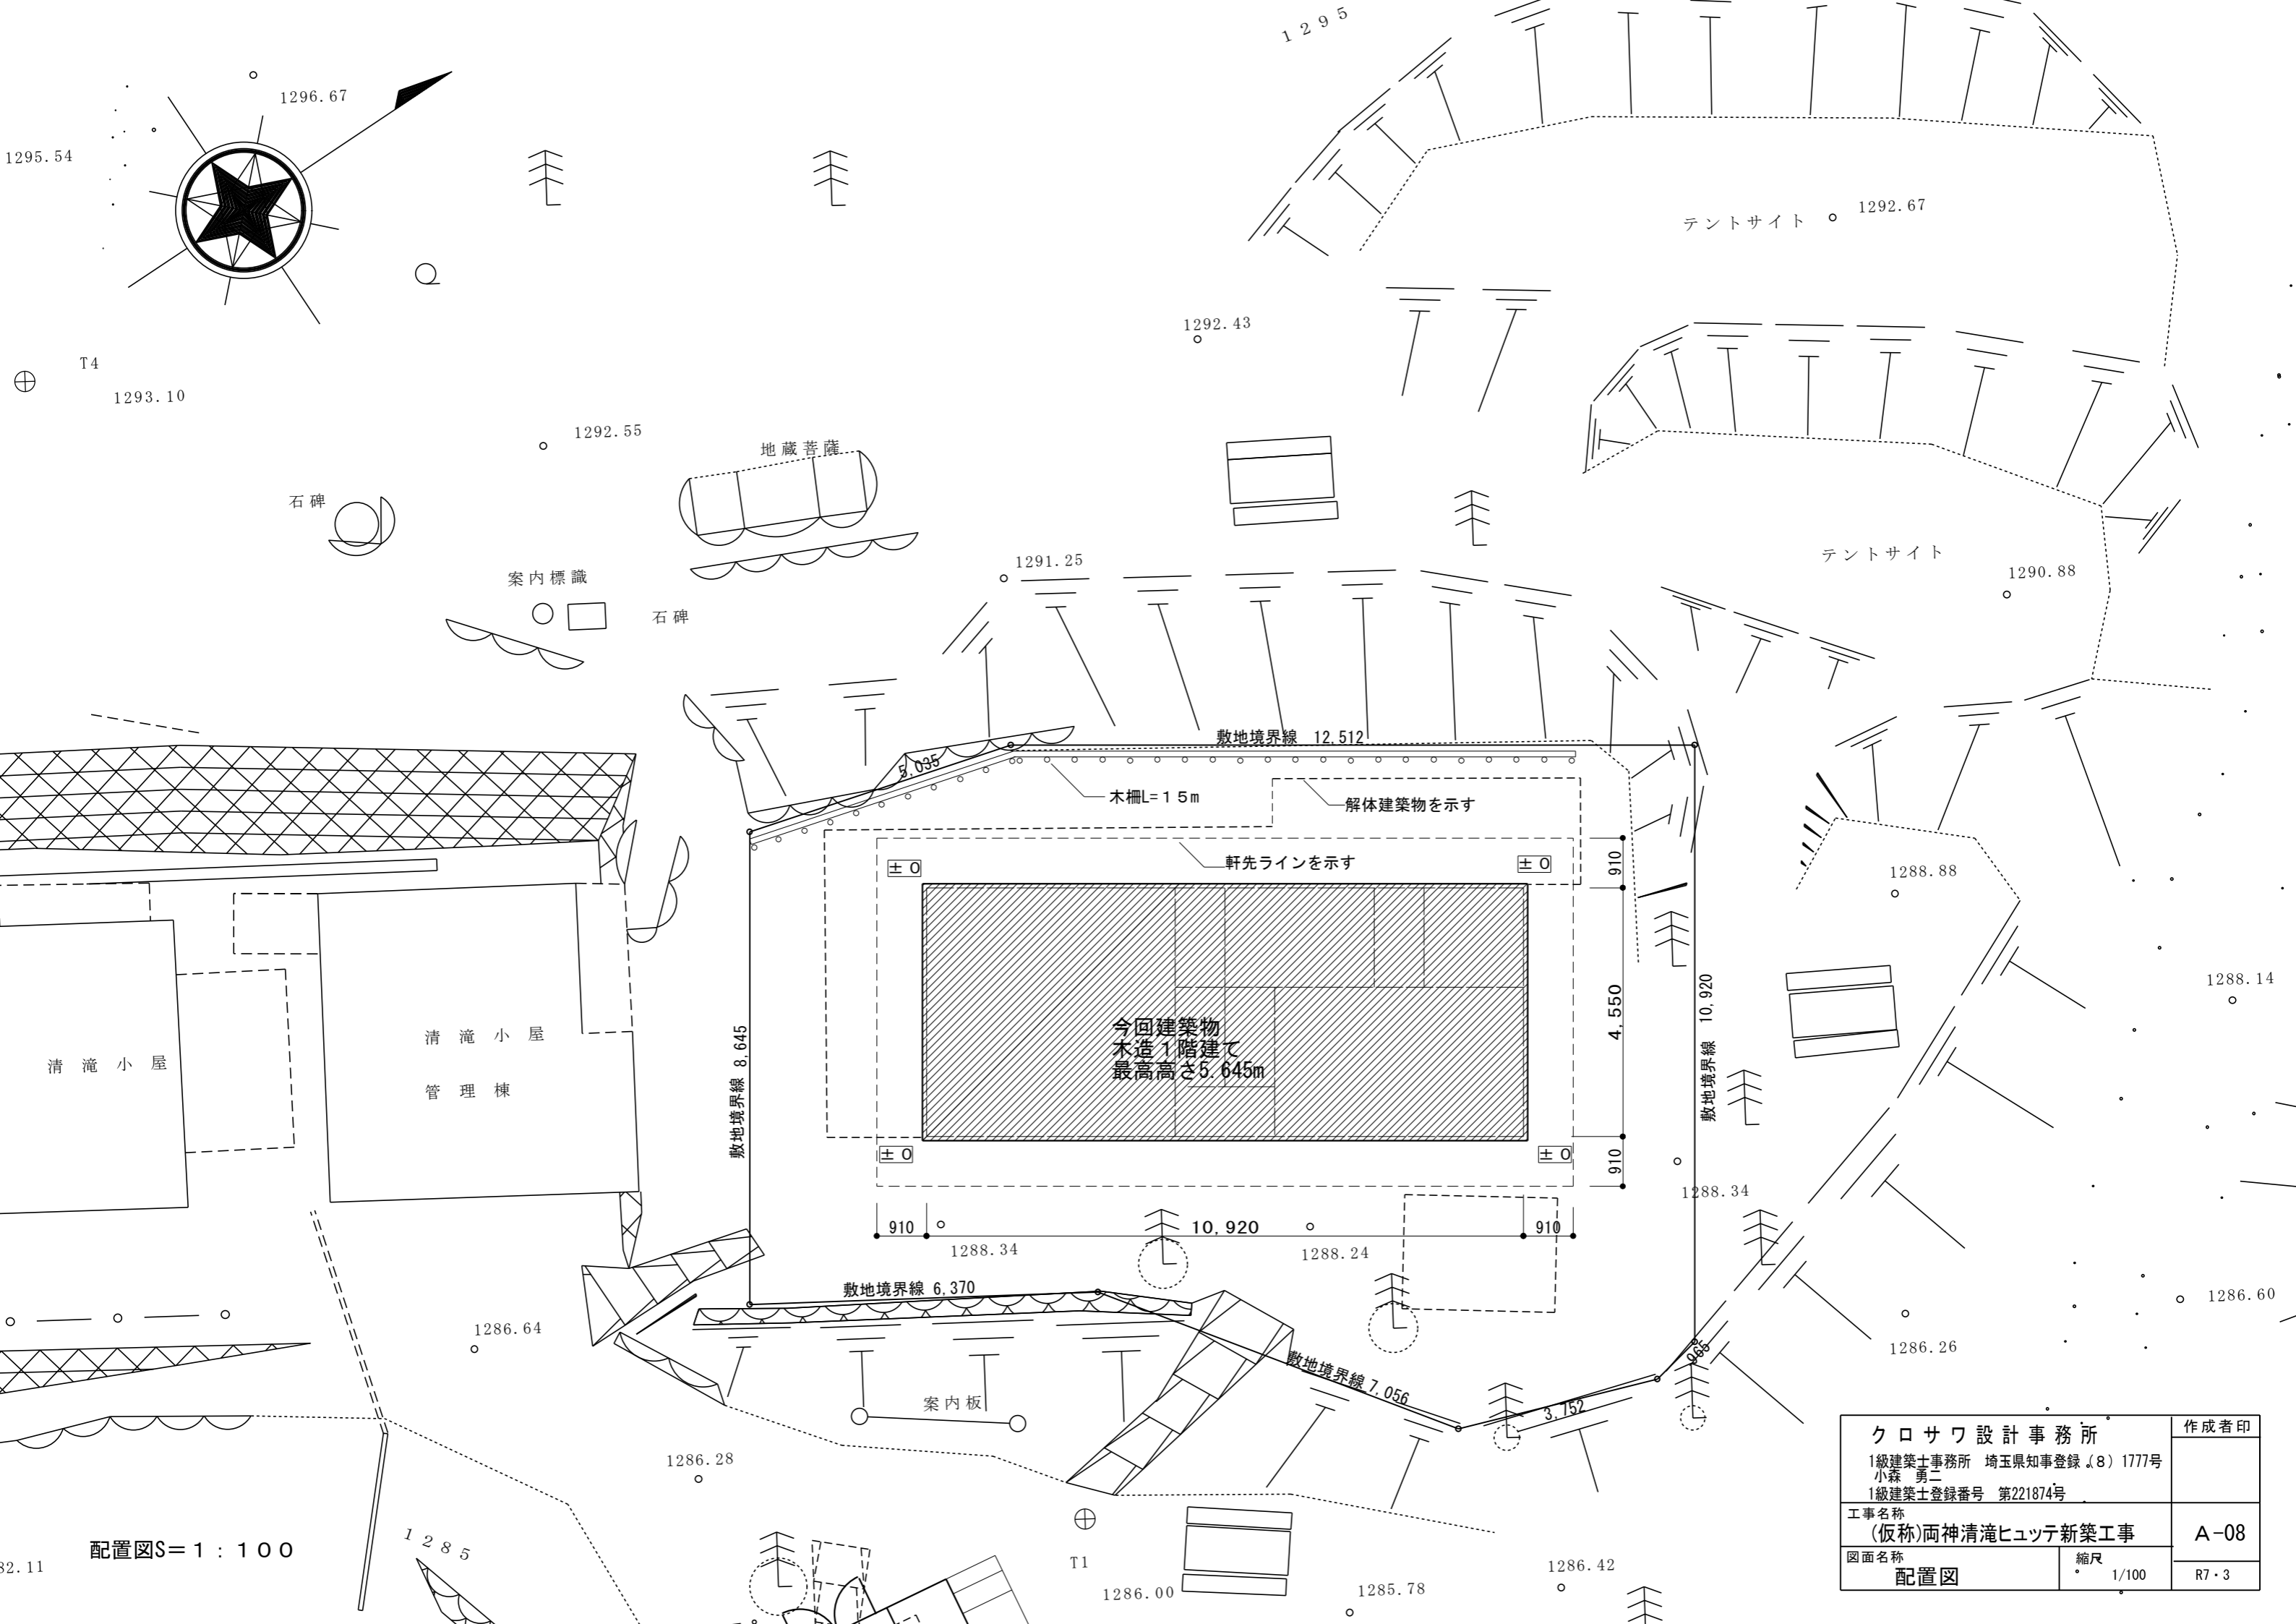 1295
1296.67
1295.54
テントサイト
1292.67
1292.43
T4
1293.10
1292.55
地蔵菩薩
石碑
テントサイト
1290.88
1291.25
案内標識
石碑
敷地境界線 12,512
5,035
木柵L=15m
解体建築物を示す
軒先ラインを示す
±0
±0
910
1288.88
清滝小屋
清滝小屋
管理棟
敷地境界線 8,645
今回建築物
木造1階建て
最高高さ5.645m
4,550
敷地境界線 10,920
1288.14
±0
±0
910
1288.34
910
10,920
910
1288.34
1288.24
敷地境界線 6,370
1286.64
1286.60
1286.26
965
敷地境界線 7,056
3,752
案内板
1286.28
配置図S=1:100
1285
82.11
T1
1286.00
1285.78
1286.42
クロサワ設計事務所
作成者印
1級建築士事務所 埼玉県知事登録(8)1777号
小森 勇二
1級建築士登録番号 第221874号
工事名称
(仮称)両神清滝ヒュッテ新築工事
A-08
図面名称
配置図
縮尺
1/100
R7・3